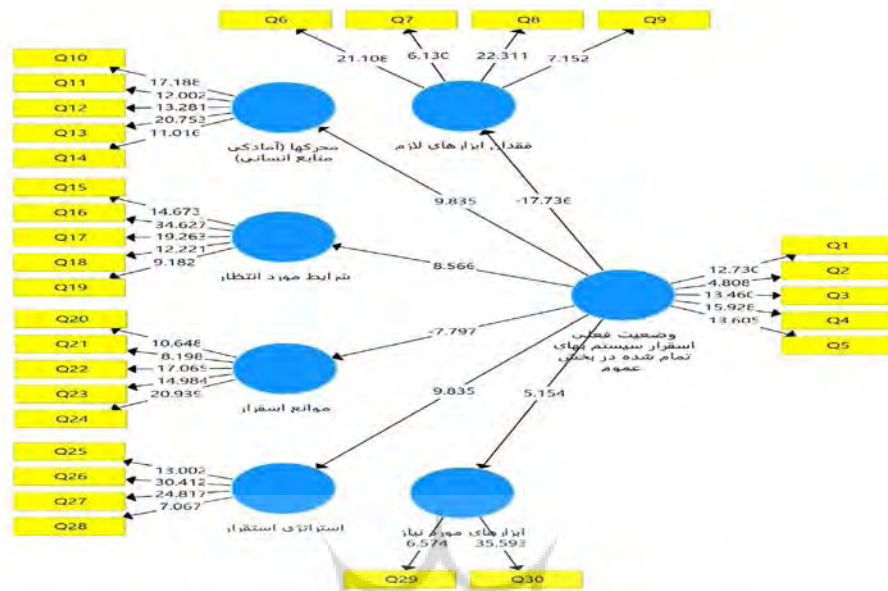 Q6
Q7
Q8
Q9
21.108
6.130
22.311
7.152
Q10
Q11
Q12
Q13
Q14
17.188
12.002
13.281
20.753
11.016
محرکها (آمادگی
منابع انسانی)
فقدان ابزارهای لازم
9.835
-17.736
Q15
Q16
Q17
Q18
Q19
14.673
34.627
19.263
12.221
9.182
شرایط مورد انتظار
8.566
Q1
Q2
Q3
Q4
Q5
12.730
4.808
13.460
15.928
13.605
وضعیت فعلی
اسقرار سیستم بهای
تمام شده در بخش
عموم
Q20
Q21
Q22
Q23
Q24
10.648
8.198
17.065
14.984
20.939
موانع اسقرار
-7.797
9.835
5.154
Q25
Q26
Q27
Q28
13.002
30.412
24.817
7.067
استراتژی استقرار
ابزارهای مورد نیاز
6.574
35.593
Q29
Q30